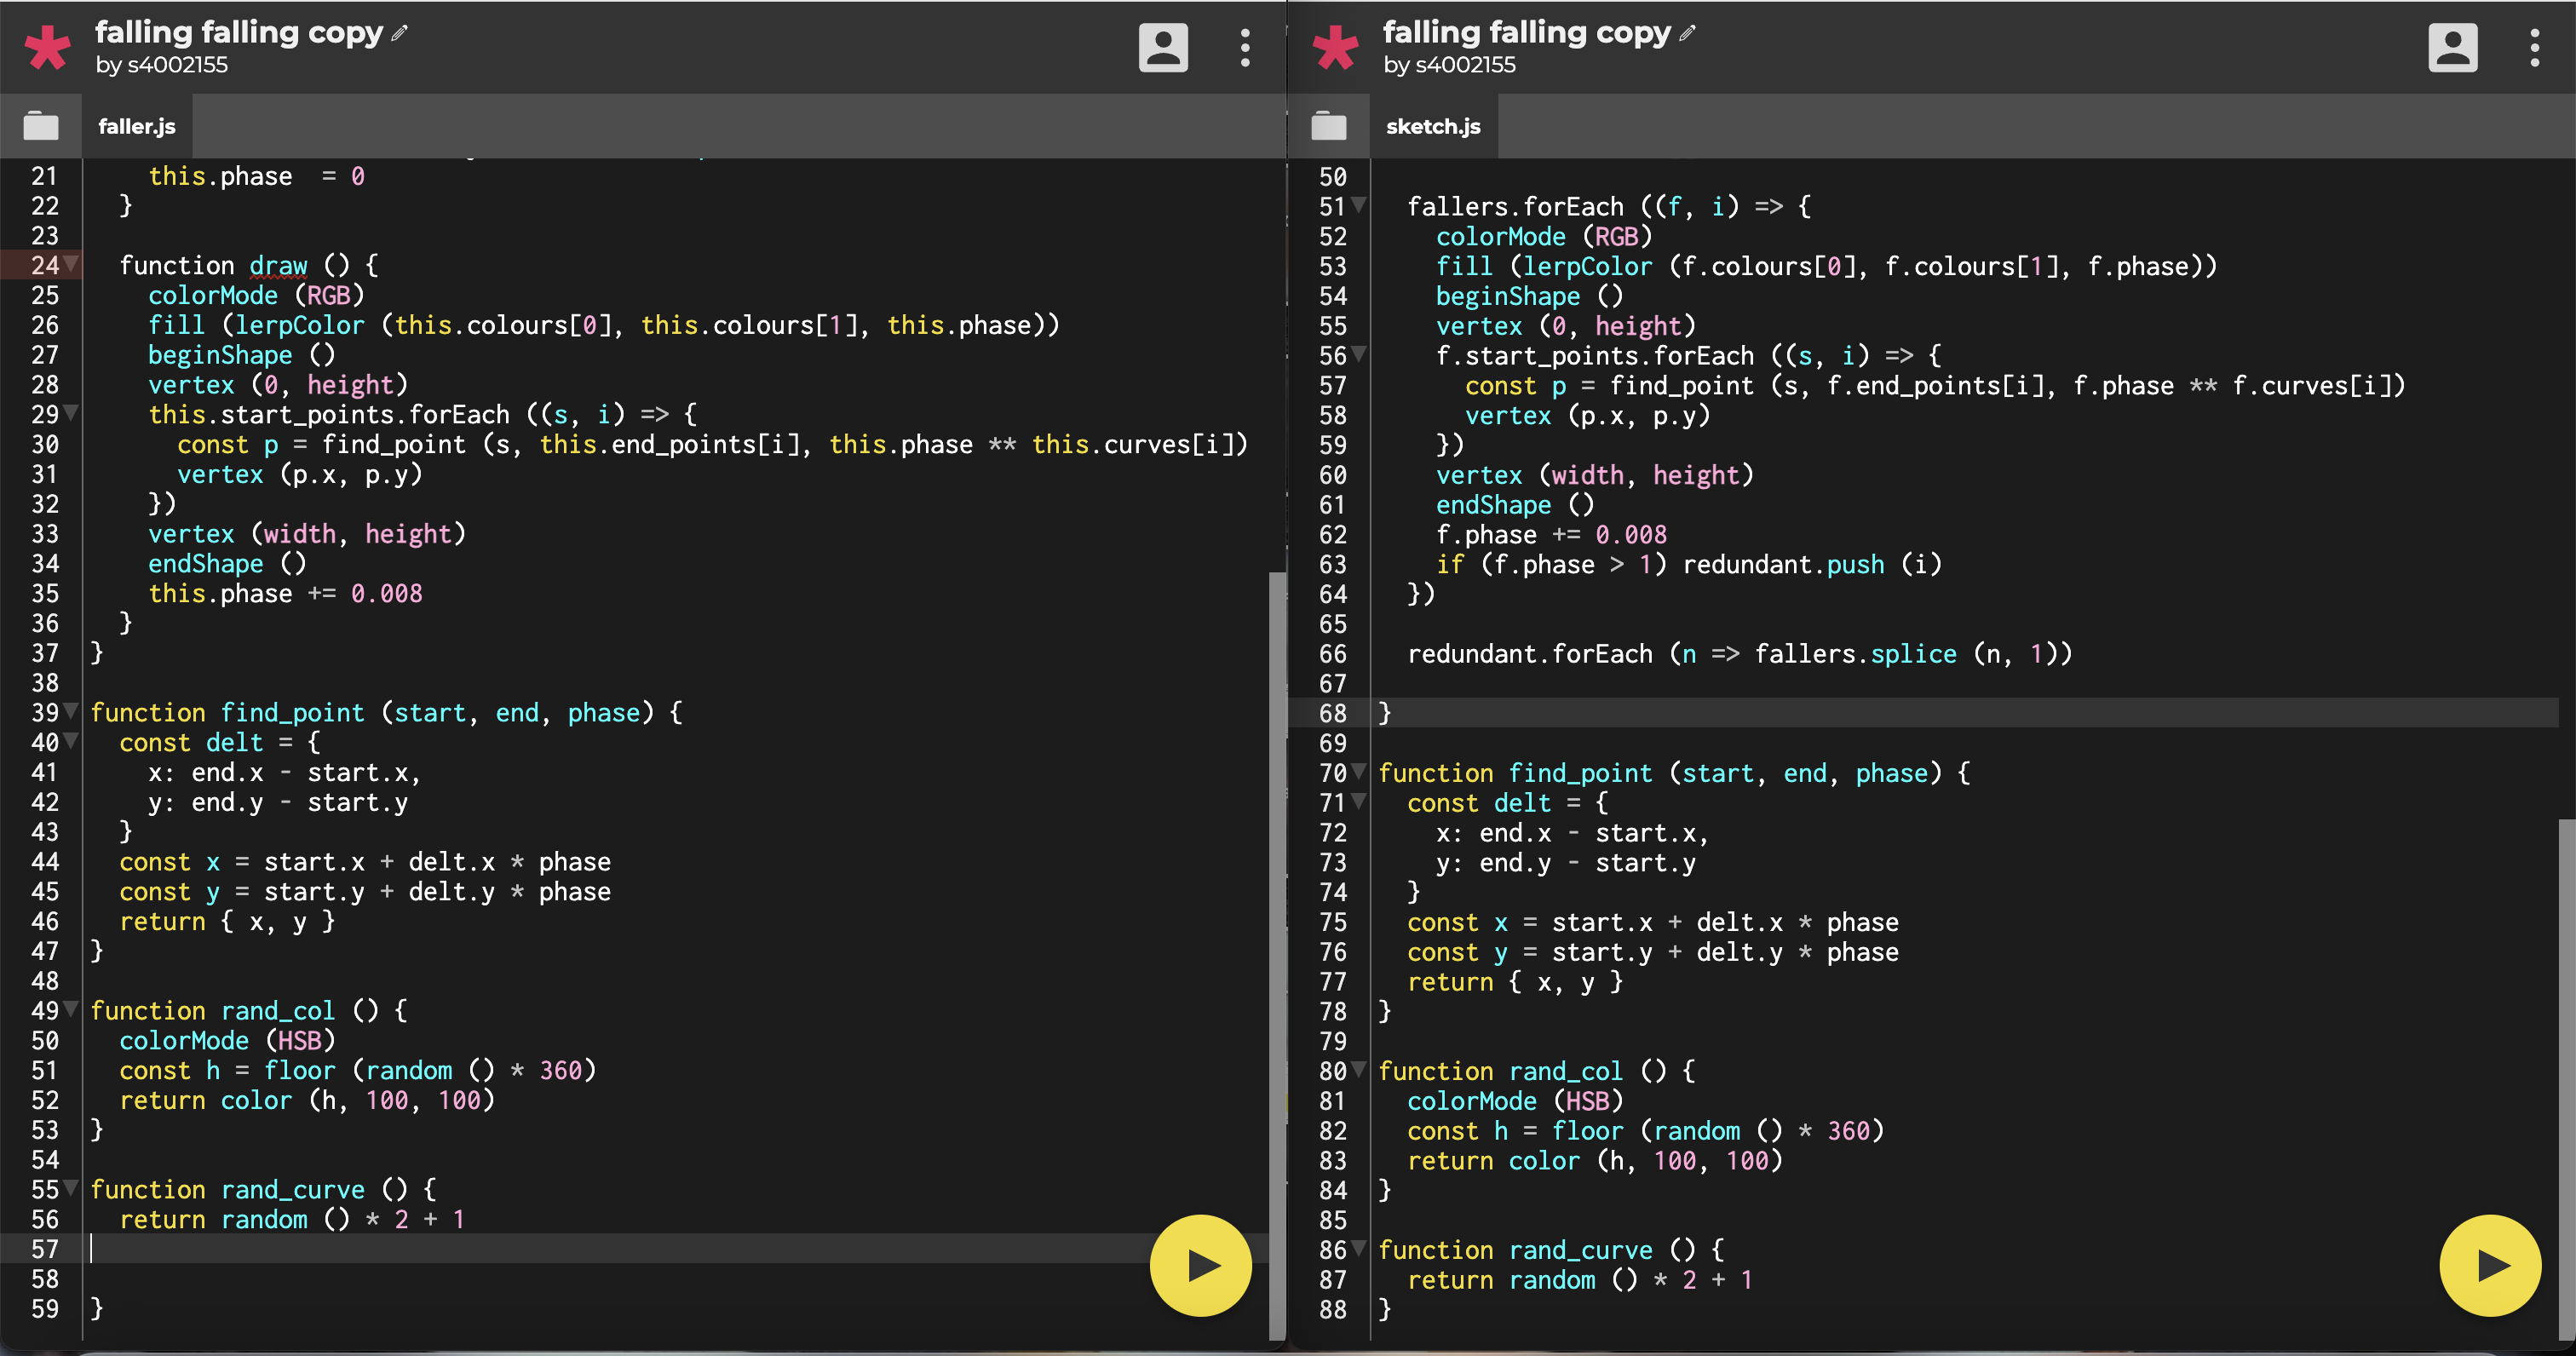 falling falling copy
by s4002155
faller.js
21 this.phase  = 0
22 }
23
24 function draw () {
25 colorMode (RGB)
26 fill (lerpColor (this.colours[0], this.colours[1], this.phase))
27 beginShape ()
28 vertex (0, height)
29 this.start_points.forEach ((s, i) => {
30 const p = find_point (s, this.end_points[i], this.phase ** this.curves[i])
31 vertex (p.x, p.y)
32 })
33 vertex (width, height)
34 endShape ()
35 this.phase += 0.008
36 }
37 }
38
39 function find_point (start, end, phase) {
40 const delt = {
41 x: end.x - start.x,
42 y: end.y - start.y
43 }
44 const x = start.x + delt.x * phase
45 const y = start.y + delt.y * phase
46 return { x, y }
47 }
48
49 function rand_col () {
50 colorMode (HSB)
51 const h = floor (random () * 360)
52 return color (h, 100, 100)
53 }
54
55 function rand_curve () {
56 return random () * 2 + 1
57
58
59 }
falling falling copy
by s4002155
sketch.js
50
51 fallers.forEach ((f, i) => {
52 colorMode (RGB)
53 fill (lerpColor (f.colours[0], f.colours[1], f.phase))
54 beginShape ()
55 vertex (0, height)
56 f.start_points.forEach ((s, i) => {
57 const p = find_point (s, f.end_points[i], f.phase ** f.curves[i])
58 vertex (p.x, p.y)
59 })
60 vertex (width, height)
61 endShape ()
62 f.phase += 0.008
63 if (f.phase > 1) redundant.push (i)
64 })
65
66 redundant.forEach (n => fallers.splice (n, 1))
67
68 }
69
70 function find_point (start, end, phase) {
71 const delt = {
72 x: end.x - start.x,
73 y: end.y - start.y
74 }
75 const x = start.x + delt.x * phase
76 const y = start.y + delt.y * phase
77 return { x, y }
78 }
79
80 function rand_col () {
81 colorMode (HSB)
82 const h = floor (random () * 360)
83 return color (h, 100, 100)
84 }
85
86 function rand_curve () {
87 return random () * 2 + 1
88 }